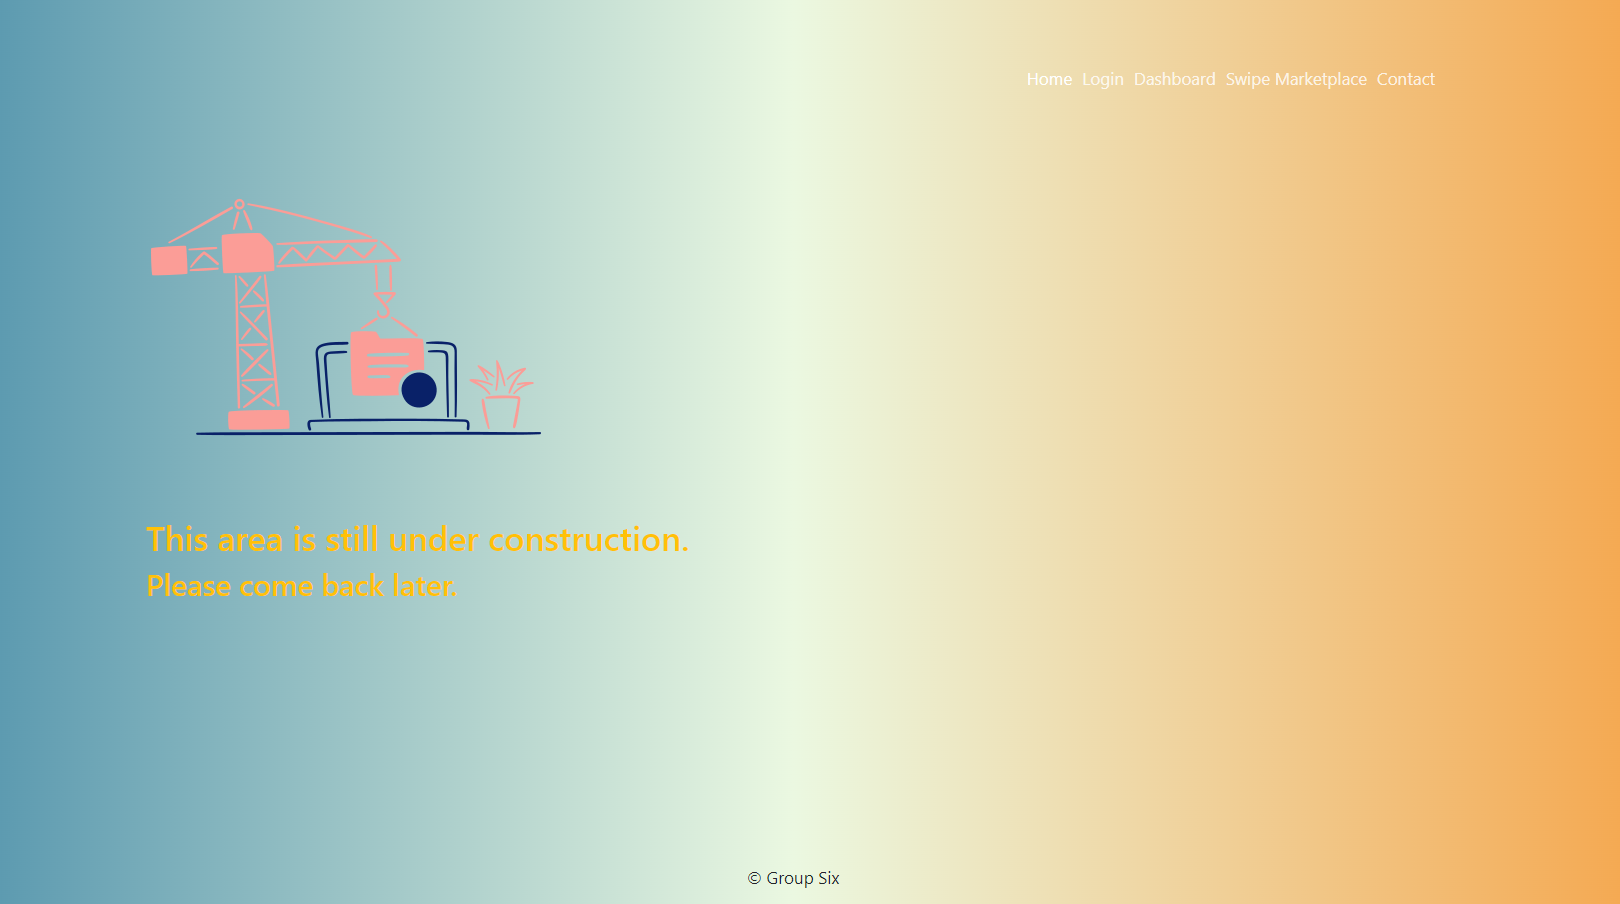 Home Login Dashboard Swipe Marketplace Contact
This area is still under construction.
Please come back later.
© Group Six